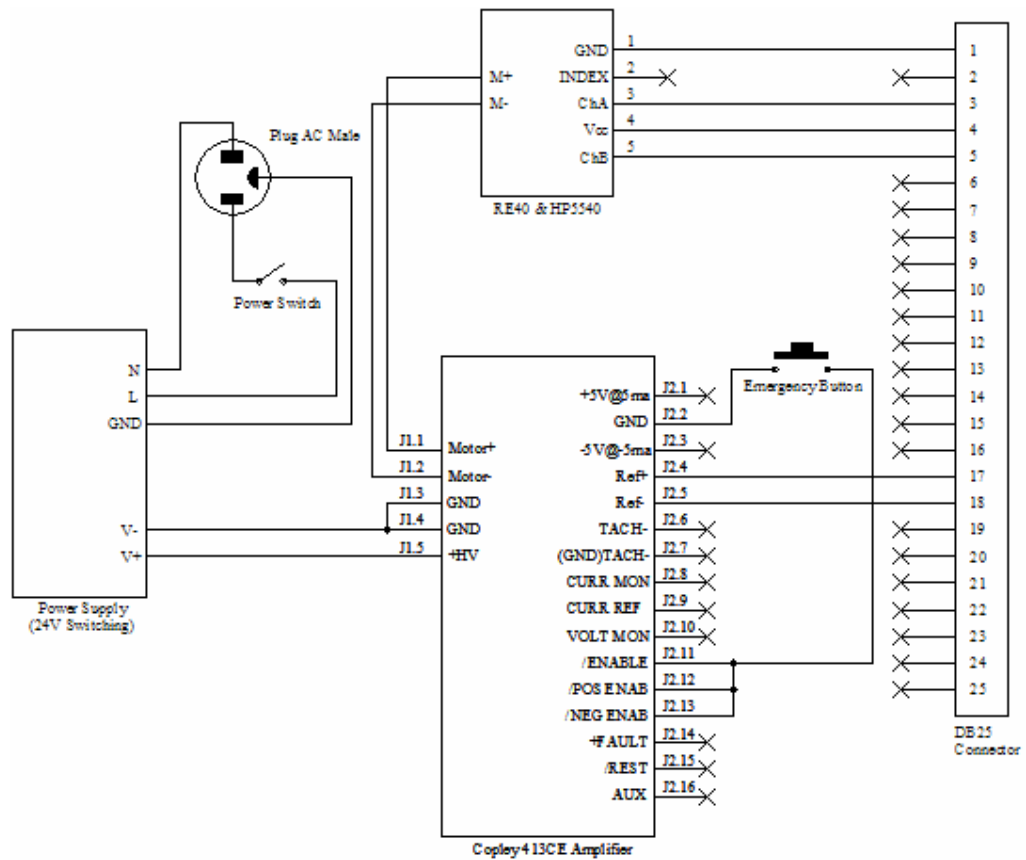 GND 1
M+ INDEX 2
ChA 3
M- Vcc 4
ChB 5
RE40 & HP5540
Plug AC Male
Power Switch
N
L
GND
V-
V+
Power Supply
(24V Switching)
J1.1 Motor+
J1.2 Motor-
J1.3 GND
J1.4 GND
J1.5 +HV
+5V@5ma J2.1
GND J2.2
-5V@-5ma J2.3
Ref+ J2.4
Ref- J2.5
TACH- J2.6
(GND)TACH- J2.7
CURR MON J2.8
CURR REF J2.9
VOLT MON J2.10
/ENABLE J2.11
/POS ENAB J2.12
/NEG ENAB J2.13
+FAULT J2.14
/REST J2.15
AUX J2.16
Copley 413CE Amplifier
Emergency Button
1
2
3
4
5
6
7
8
9
10
11
12
13
14
15
16
17
18
19
20
21
22
23
24
25
DB25
Connector